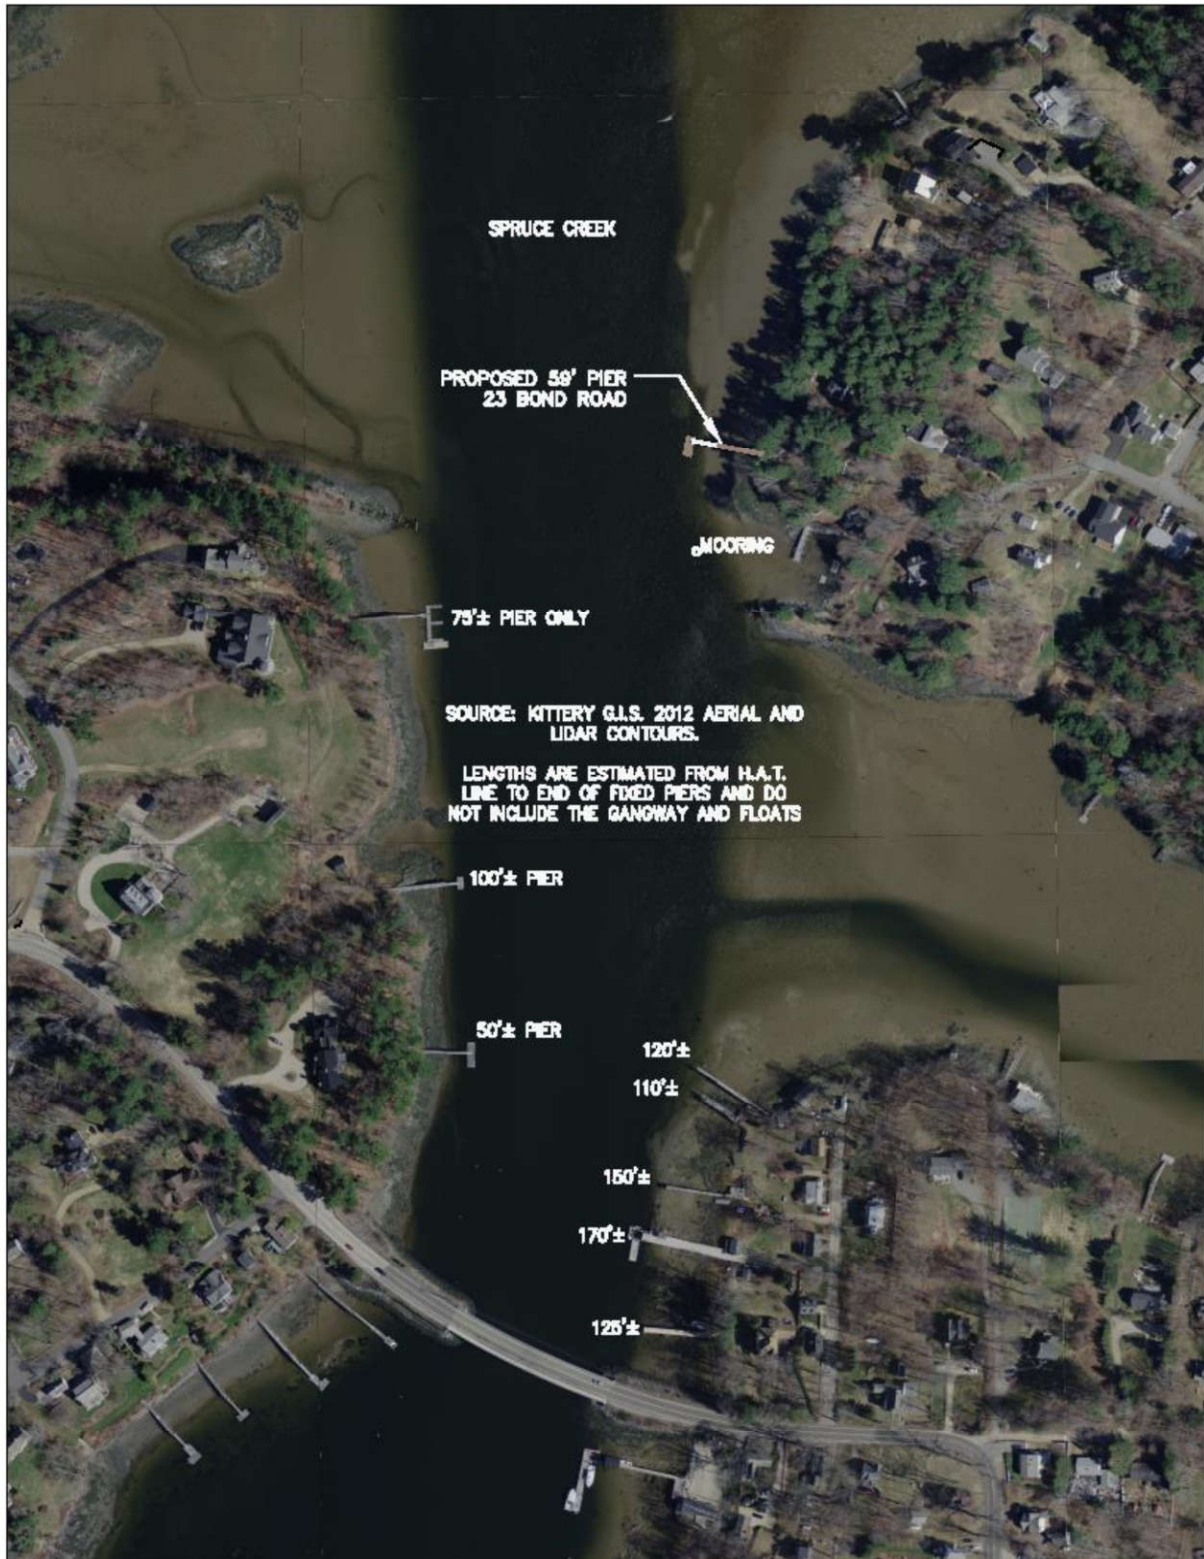 SPRUCE CREEK
PROPOSED 59' PIER
23 BOND ROAD
MOORING
75'± PIER ONLY
SOURCE: KITTERY G.I.S. 2012 AERIAL AND
LIDAR CONTOURS.
LENGTHS ARE ESTIMATED FROM H.A.T.
LINE TO END OF FIXED PIERS AND DO
NOT INCLUDE THE GANGWAY AND FLOATS
100'± PIER
50'± PIER
120'±
110'±
150'±
170'±
125'±